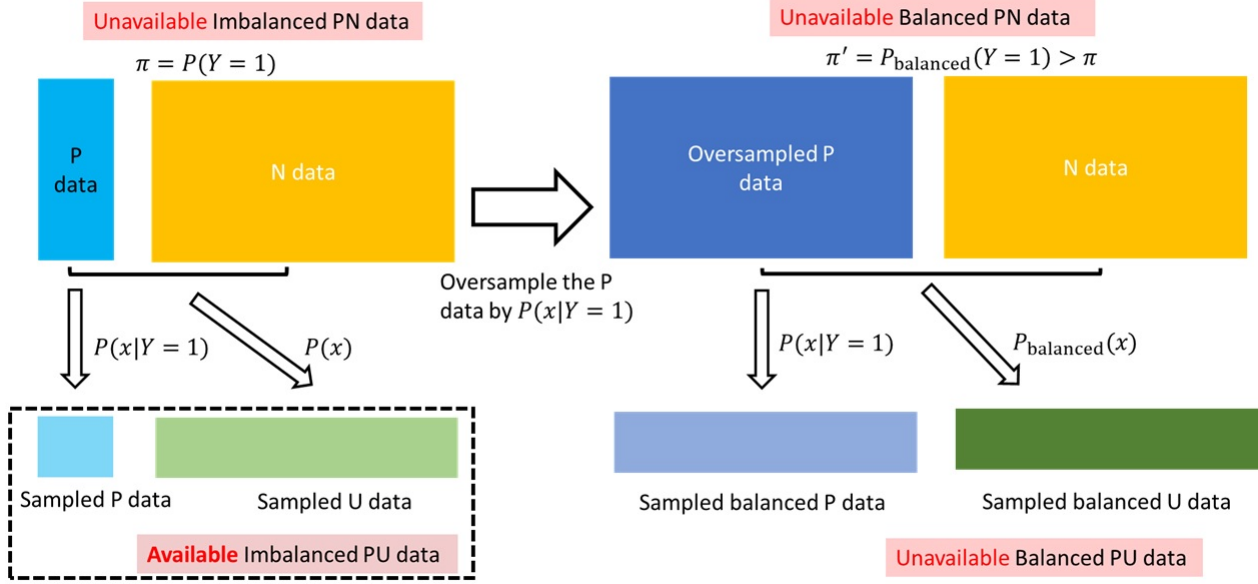 Unavailable Imbalanced PN data
π = P(Y = 1)
P
data
N data
Oversample the P
data by P(x|Y = 1)
Unavailable Balanced PN data
π′ = P_balanced(Y = 1) > π
Oversampled P
data
N data
P(x|Y = 1)
P(x)
Sampled P data
Sampled U data
Available Imbalanced PU data
P(x|Y = 1)
P_balanced(x)
Sampled balanced P data
Sampled balanced U data
Unavailable Balanced PU data